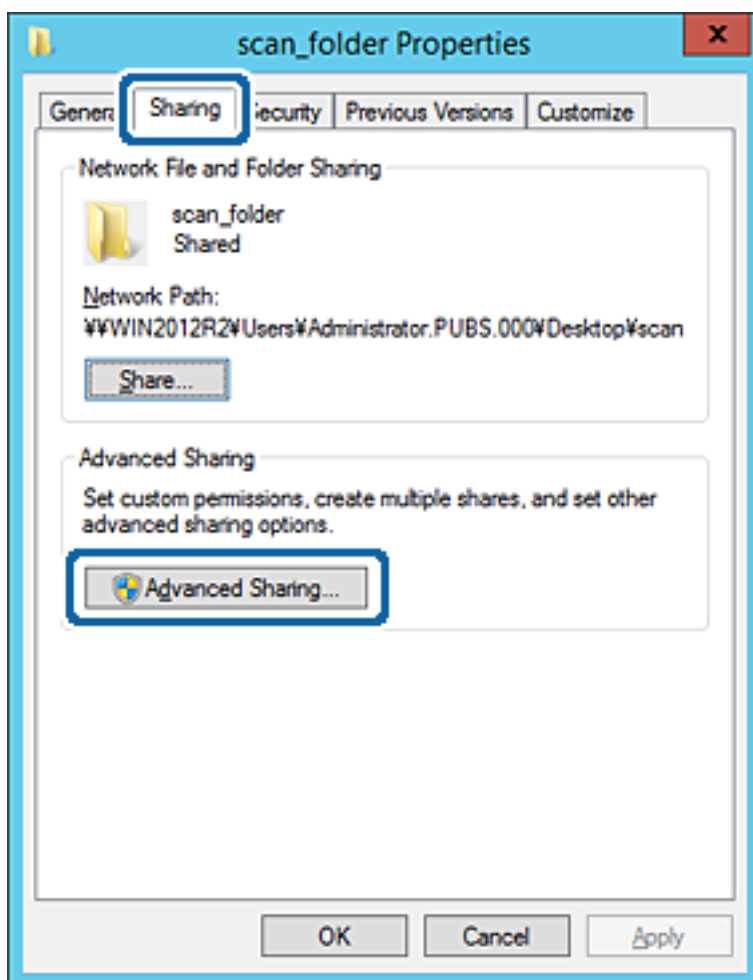 scan_folder Properties
x
General Sharing Security Previous Versions Customize
Network File and Folder Sharing
scan_folder
Shared
Network Path:
¥¥WIN2012R2¥Users¥Administrator.PUBS.000¥Desktop¥scan
Share...
Advanced Sharing
Set custom permissions, create multiple shares, and set other
advanced sharing options.
Advanced Sharing...
OK Cancel Apply